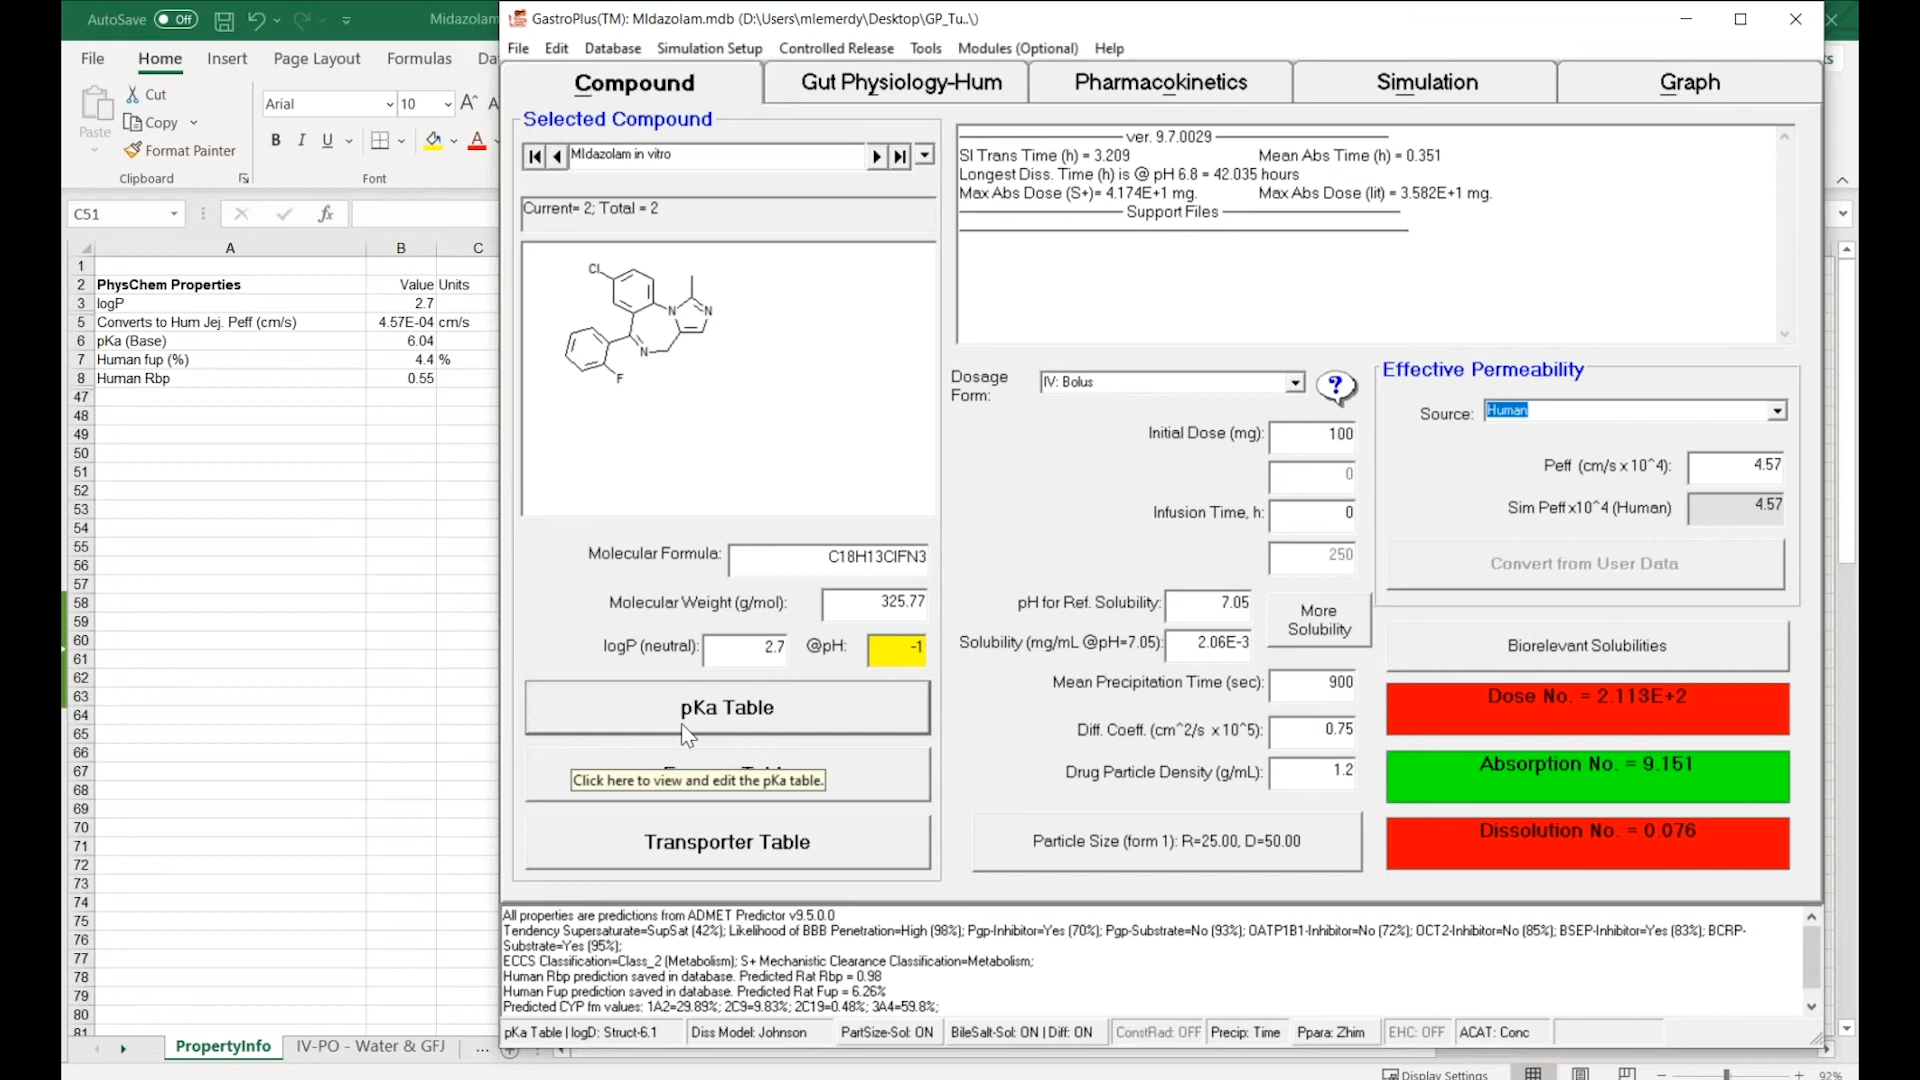 AutoSave Off Midazolam
File Home Insert Page Layout Formulas Da
Paste
Cut
Copy
Format Painter
Clipboard
Arial 10
B I U
Font
C51 fx
A B C
1
2 PhysChem Properties Value Units
3 logP 2.7
5 Converts to Hum Jej. Peff (cm/s) 4.57E-04 cm/s
6 pKa (Base) 6.04
7 Human fup (%) 4.4 %
8 Human Rbp 0.55
47
48
49
50
51
52
53
54
55
56
57
58
59
60
61
62
63
64
65
66
67
68
69
70
71
72
73
74
75
76
77
78
79
80
81
PropertyInfo IV-PO - Water & GFJ ...
GastroPlus(TM): MIdazolam.mdb (D:\Users\mlemerdy\Desktop\GP_Tu..\)
File Edit Database Simulation Setup Controlled Release Tools Modules (Optional) Help
Compound Gut Physiology-Hum Pharmacokinetics Simulation Graph
Selected Compound
MIdazolam in vitro
Current= 2; Total = 2
Cl
N
N
N
F
Molecular Formula: C18H13ClFN3
Molecular Weight (g/mol): 325.77
logP (neutral): 2.7 @pH: -1
pKa Table
Click here to view and edit the pKa table.
Transporter Table
ver. 9.7.0029
SI Trans Time (h) = 3.209 Mean Abs Time (h) = 0.351
Longest Diss. Time (h) is @ pH 6.8 = 42.035 hours
Max Abs Dose (S+)= 4.174E+1 mg. Max Abs Dose (lit) = 3.582E+1 mg.
Support Files
Dosage Form: IV: Bolus
?
Initial Dose (mg): 100
0
Infusion Time, h: 0
250
pH for Ref. Solubility: 7.05
Solubility (mg/mL @pH=7.05): 2.06E-3
More Solubility
Mean Precipitation Time (sec): 900
Diff. Coeff. (cm^2/s x10^5): 0.75
Drug Particle Density (g/mL): 1.2
Particle Size (form 1): R=25.00, D=50.00
Effective Permeability
Source: Human
Peff (cm/s x 10^4): 4.57
Sim Peff x10^4 (Human) 4.57
Convert from User Data
Biorelevant Solubilities
Dose No. = 2.113E+2
Absorption No. = 9.151
Dissolution No. = 0.076
All properties are predictions from ADMET Predictor v9.5.0.0
Tendency Supersaturate=SupSat (42%); Likelihood of BBB Penetration=High (98%); Pgp-Inhibitor=Yes (70%); Pgp-Substrate=No (93%); OATP1B1-Inhibitor=No (72%); OCT2-Inhibitor=No (85%); BSEP-Inhibitor=Yes (83%); BCRP-
Substrate=Yes (95%);
ECCS Classification=Class_2 (Metabolism); S+ Mechanistic Clearance Classification=Metabolism;
Human Rbp prediction saved in database. Predicted Rat Rbp = 0.98
Human Fup prediction saved in database. Predicted Rat Fup = 6.26%
Predicted CYP fm values: 1A2=29.89%; 2C9=9.83%; 2C19=0.48%; 3A4=59.8%;
pKa Table | logD: Struct-6.1 Diss Model: Johnson PartSize-Sol: ON BileSalt-Sol: ON | Diff: ON ConstRad: OFF Precip: Time Ppara: Zhim EHC: OFF ACAT: Conc
Display Settings 92%